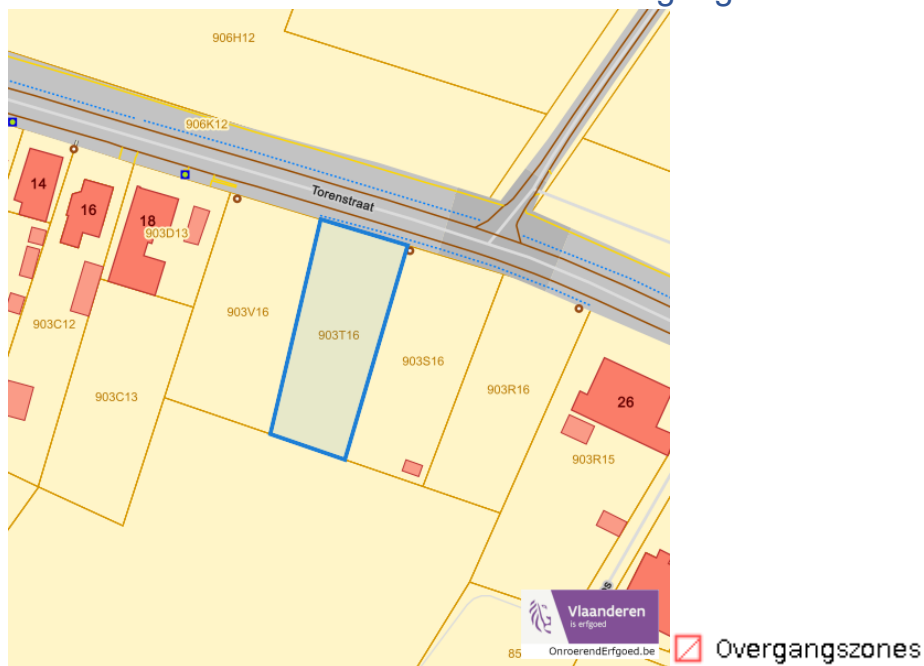 906H12
906K12
Torenstraat
14
16
18
903D13
903V16
903T16
903C12
903S16
903C13
903R16
26
903R15
Vlaanderen
is erfgoed
OnroerendErfgoed.be
85
Overgangszones